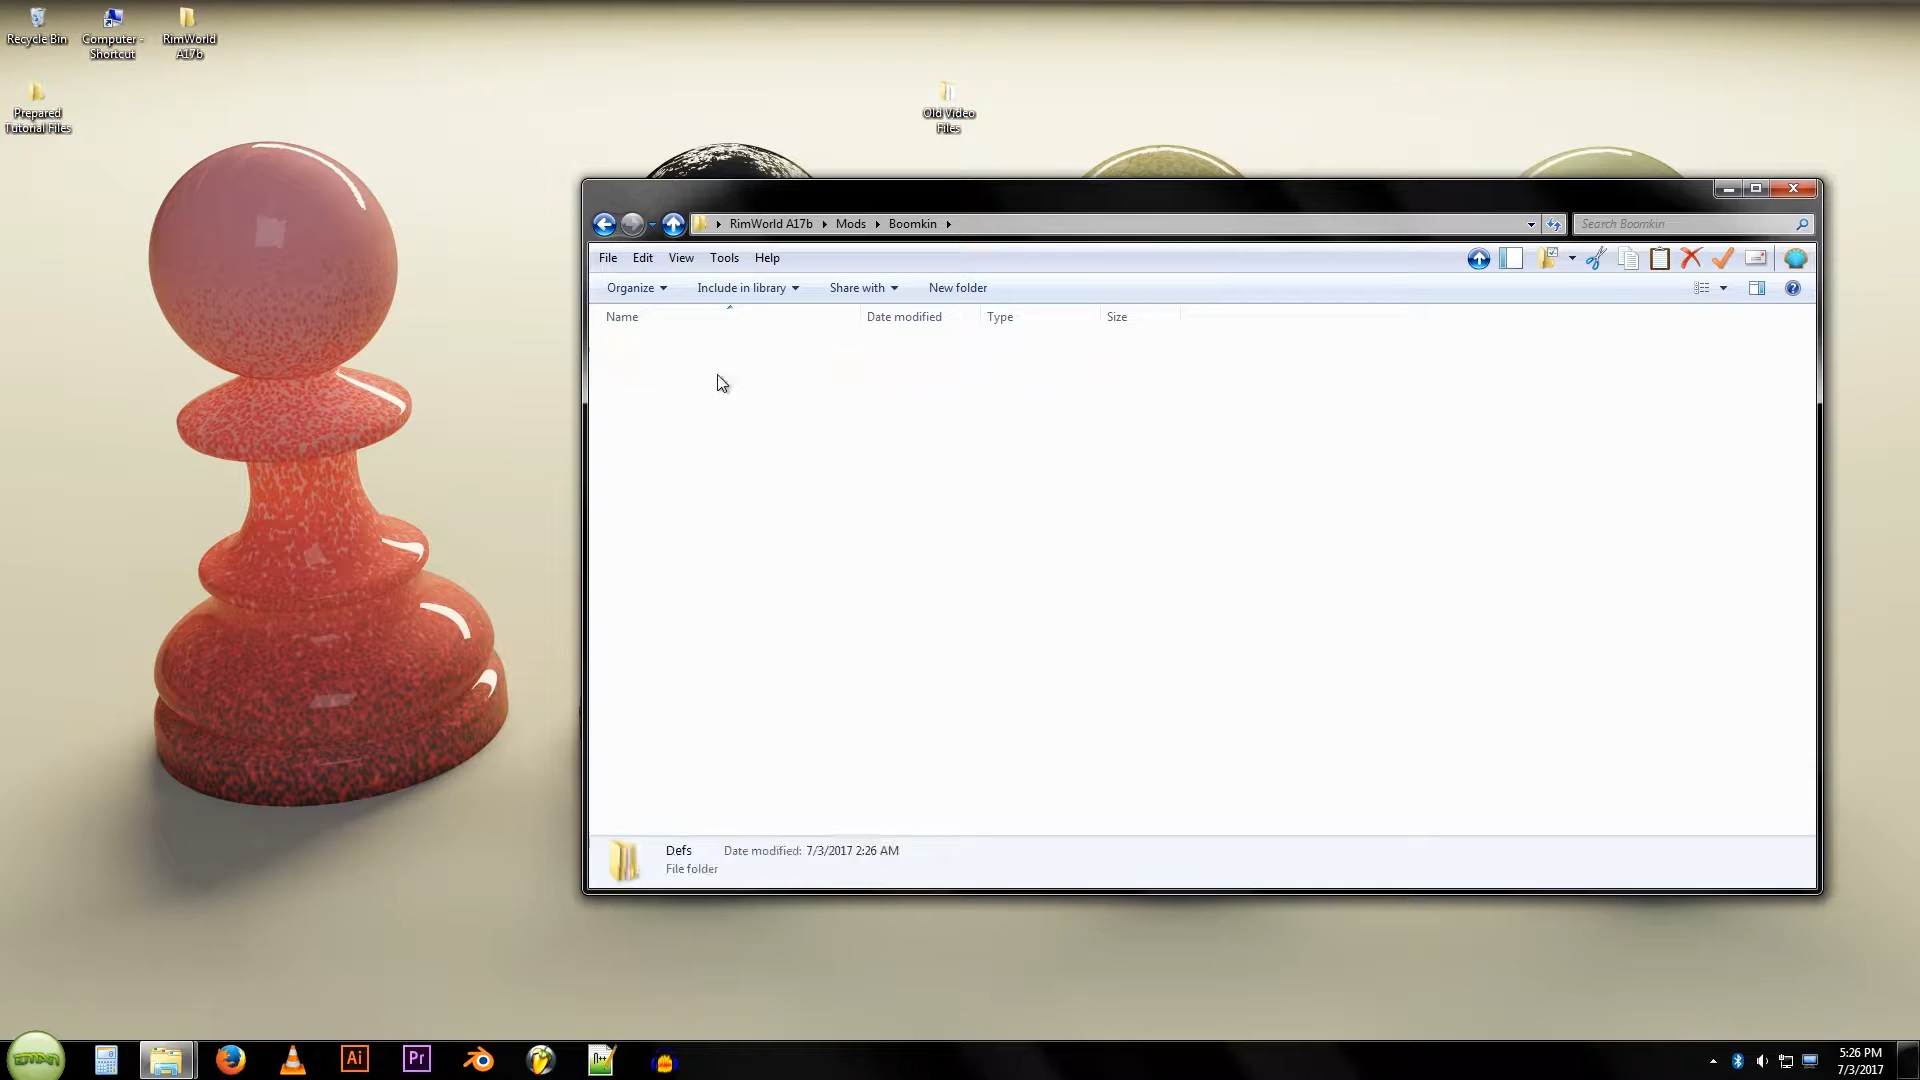 Recycle Bin
Computer -
Shortcut
RimWorld
A17b
Prepared
Tutorial Files
Old Video
Files
RimWorld A17b
Mods
Boomkin
Search Boomkin
File
Edit
View
Tools
Help
Organize
Include in library
Share with
New folder
Name
Date modified
Type
Size
Defs
Date modified: 7/3/2017 2:26 AM
File folder
Ai
Pr
5:26 PM
7/3/2017